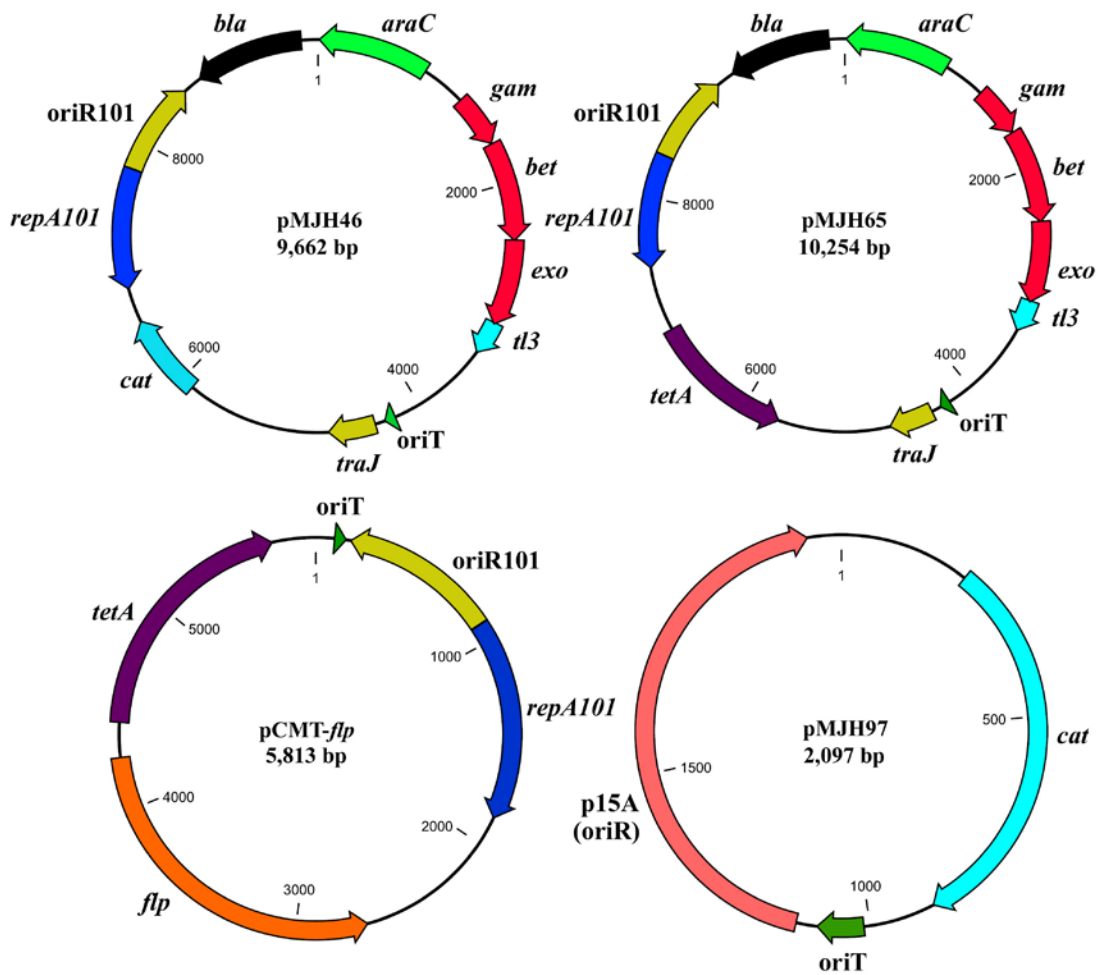 bla
araC
1
gam
oriR101
bet
8000
2000
repA101
pMJH46
9,662 bp
exo
tl3
6000
4000
cat
oriT
traJ
bla
araC
1
gam
oriR101
bet
2000
repA101
8000
pMJH65
10,254 bp
exo
tl3
4000
6000
tetA
oriT
traJ
oriT
oriR101
1
tetA
5000
1000
repA101
pCMT-flp
5,813 bp
4000
2000
3000
flp
1
500
cat
pMJH97
2,097 bp
1500
p15A
(oriR)
1000
oriT